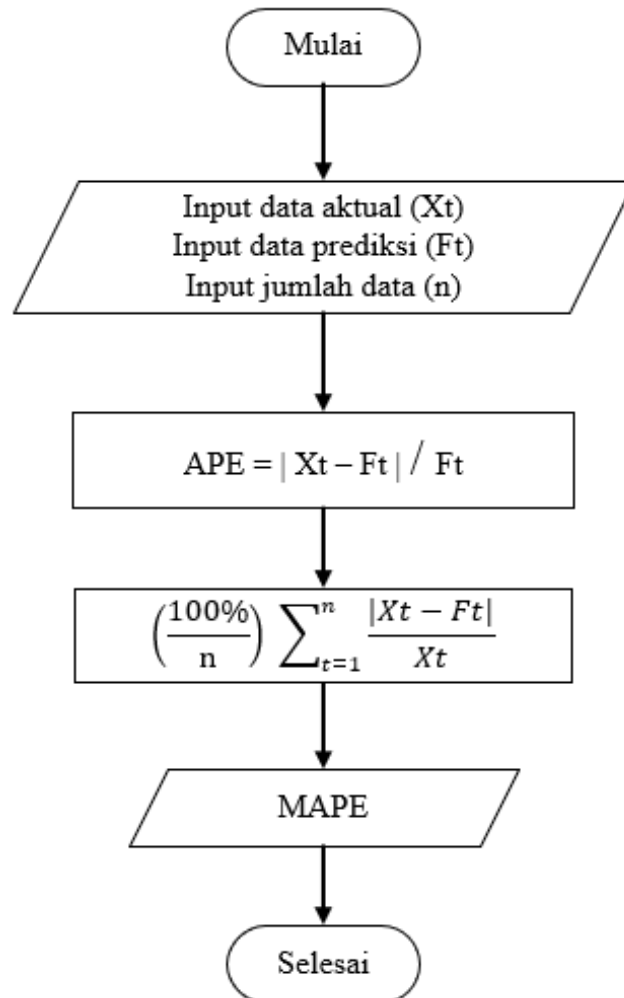 Mulai
Input data aktual (Xt)
Input data prediksi (Ft)
Input jumlah data (n)
APE = | Xt – Ft | / Ft
(100%/n) ∑_{t=1}^{n} |Xt − Ft|/Xt
MAPE
Selesai